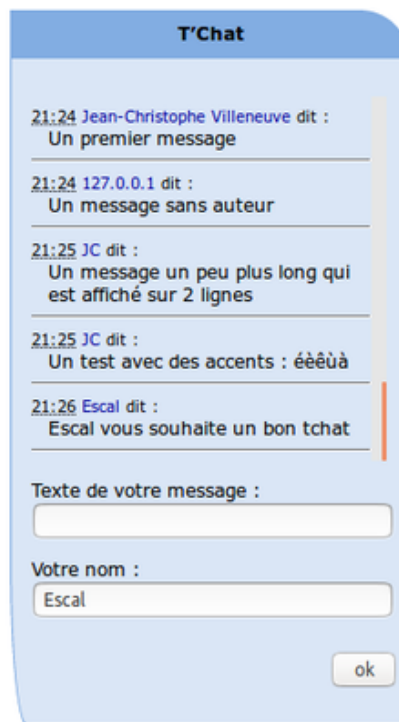 T'Chat
21:24 Jean-Christophe Villeneuve dit :
Un premier message
21:24 127.0.0.1 dit :
Un message sans auteur
21:25 JC dit :
Un message un peu plus long qui
est affiché sur 2 lignes
21:25 JC dit :
Un test avec des accents : éèêùà
21:26 Escal dit :
Escal vous souhaite un bon tchat
Texte de votre message :
Votre nom :
Escal
ok